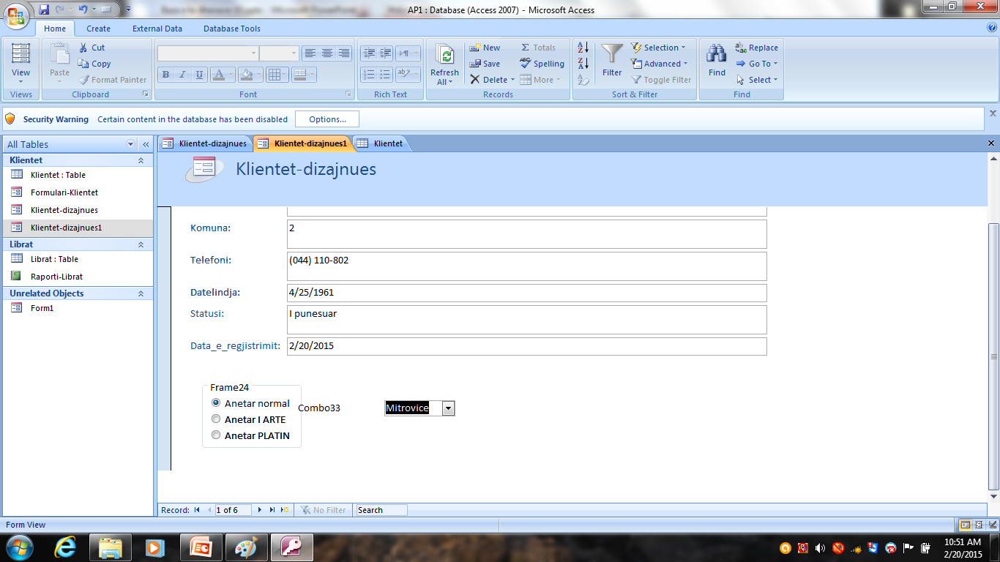 AP1 : Database (Access 2007) - Microsoft Access
Home Create External Data Database Tools
View
Views
Paste
Cut
Copy
Format Painter
Clipboard
B I U A
Font
Rich Text
Refresh All
New
Save
Delete
Σ Totals
Spelling
More
Records
Filter
Selection
Advanced
Toggle Filter
Sort & Filter
Find
Replace
Go To
Select
Find
Security Warning Certain content in the database has been disabled Options...
All Tables
Klientet
Klientet : Table
Formulari-Klientet
Klientet-dizajnues
Klientet-dizajnues1
Librat
Librat : Table
Raporti-Librat
Unrelated Objects
Form1
Klientet-dizajnues Klientet-dizajnues1 Klientet
Klientet-dizajnues
Komuna: 2
Telefoni: (044) 110-802
Datelindja: 4/25/1961
Statusi: I punesuar
Data_e_regjistrimit: 2/20/2015
Frame24
Anetar normal
Anetar I ARTE
Anetar PLATIN
Combo33 Mitrovice
Record: 1 of 6 No Filter Search
Form View
10:51 AM
2/20/2015